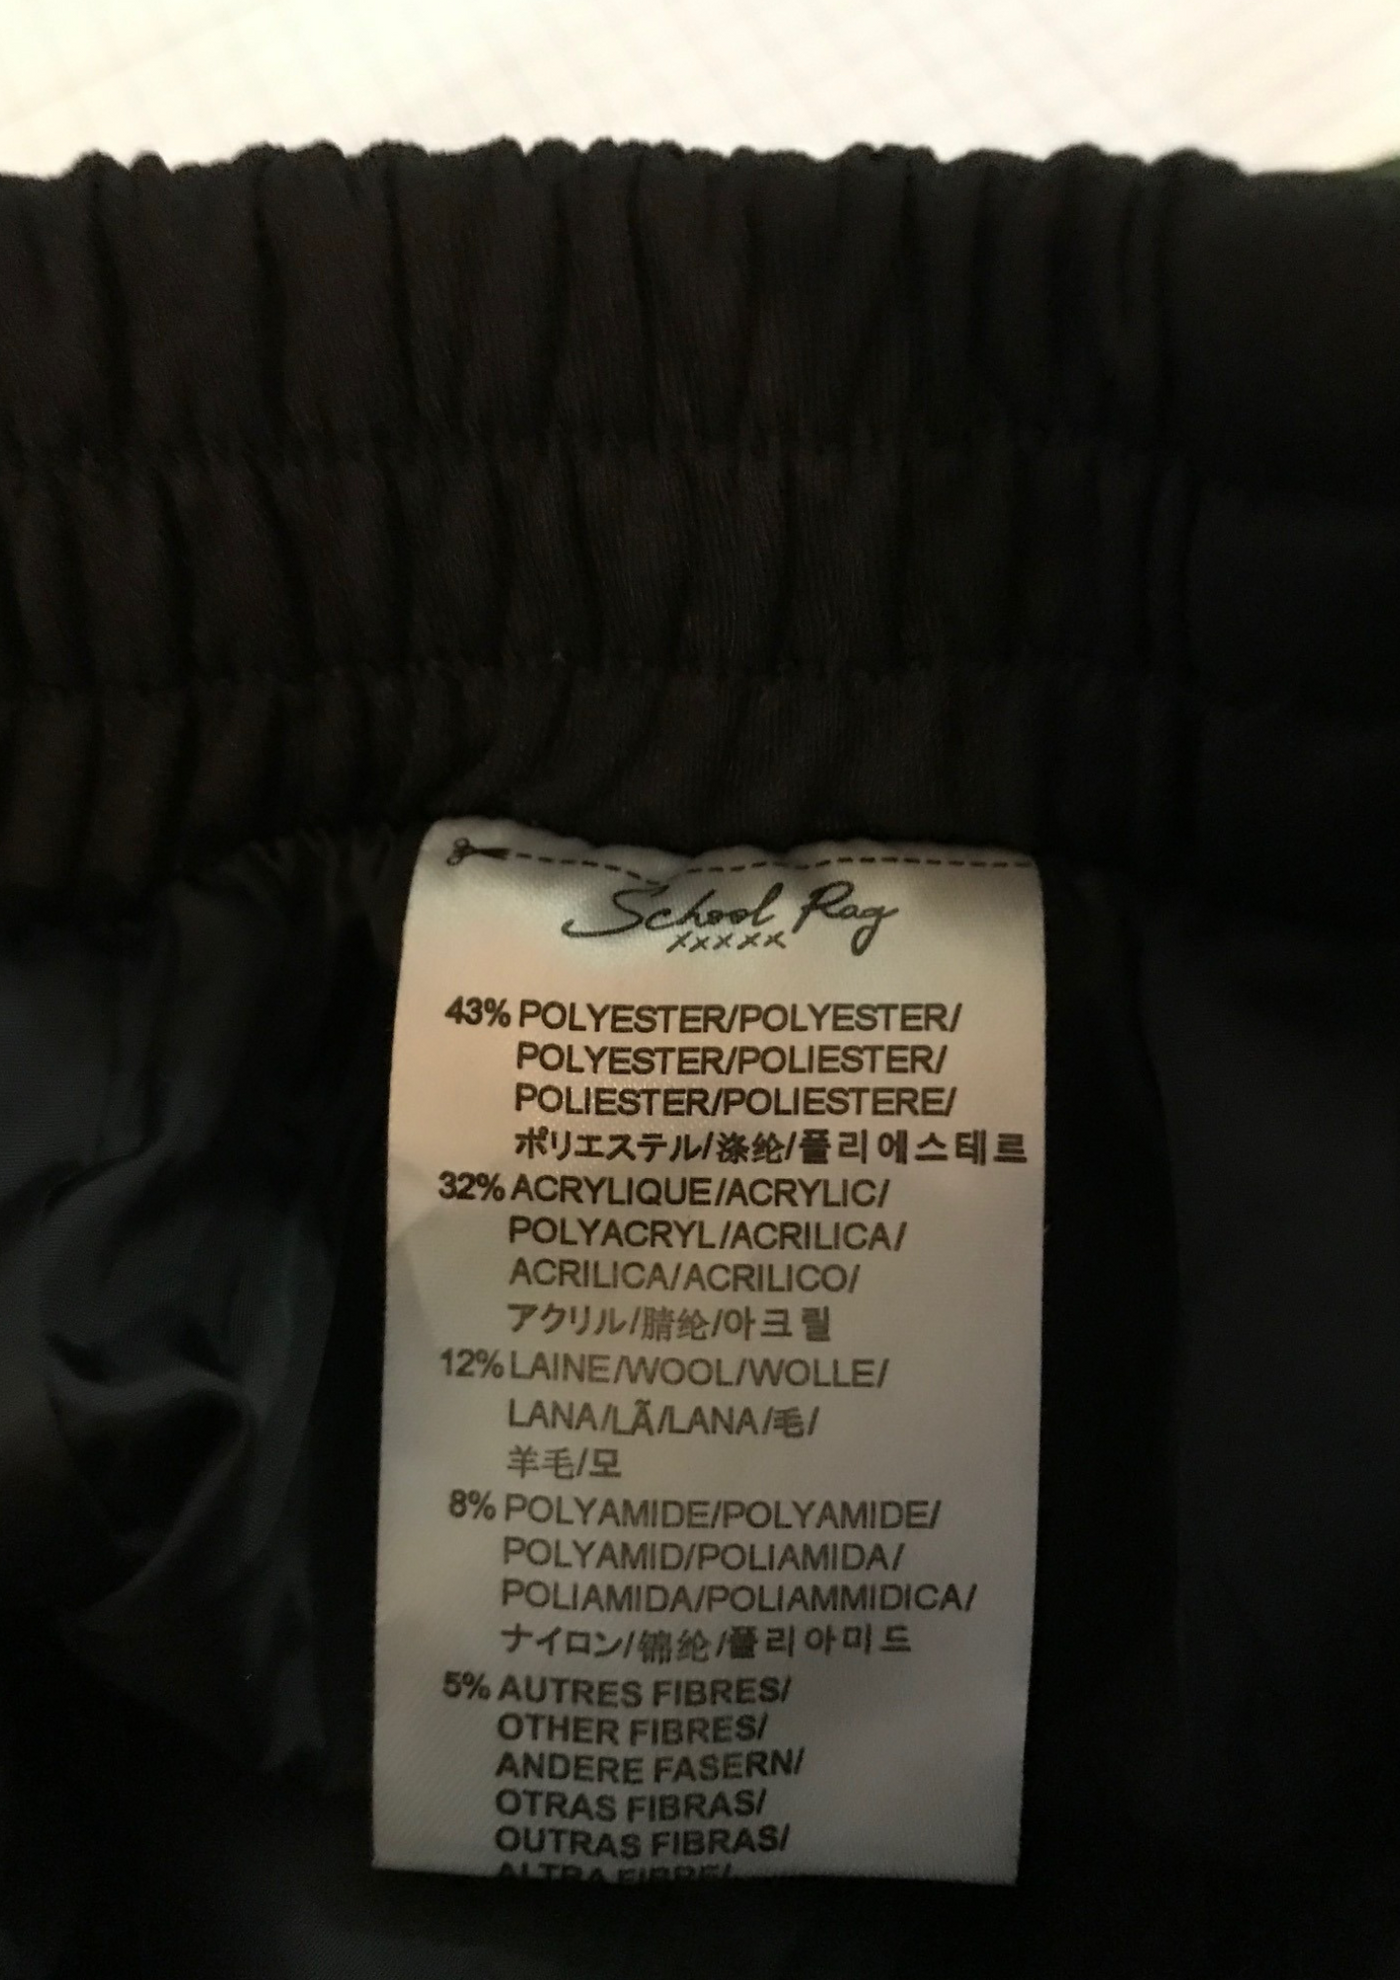 School Rag
xxxxx
43% POLYESTER/POLYESTER/
POLYESTER/POLIESTER/
POLIESTER/POLIESTERE/
ポリエステル/涤纶/폴리에스테르
32% ACRYLIQUE/ACRYLIC/
POLYACRYL/ACRILICA/
ACRILICA/ACRILICO/
アクリル/腈纶/아크릴
12% LAINE/WOOL/WOLLE/
LANA/LÃ/LANA/毛/
羊毛/모
8% POLYAMIDE/POLYAMIDE/
POLYAMID/POLIAMIDA/
POLIAMIDA/POLIAMMIDICA/
ナイロン/锦纶/폴리아미드
5% AUTRES FIBRES/
OTHER FIBRES/
ANDERE FASERN/
OTRAS FIBRAS/
OUTRAS FIBRAS/
ALTRA FIBRE/